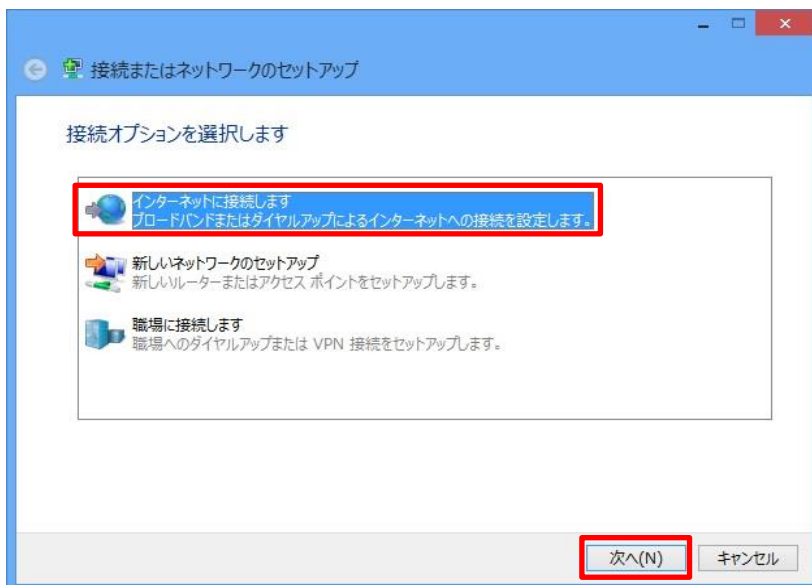 接続またはネットワークのセットアップ
接続オプションを選択します
インターネットに接続します
ブロードバンドまたはダイヤルアップによるインターネットへの接続を設定します。
新しいネットワークのセットアップ
新しいルーターまたはアクセス ポイントをセットアップします。
職場に接続します
職場へのダイヤルアップまたは VPN 接続をセットアップします。
次へ(N)
キャンセル